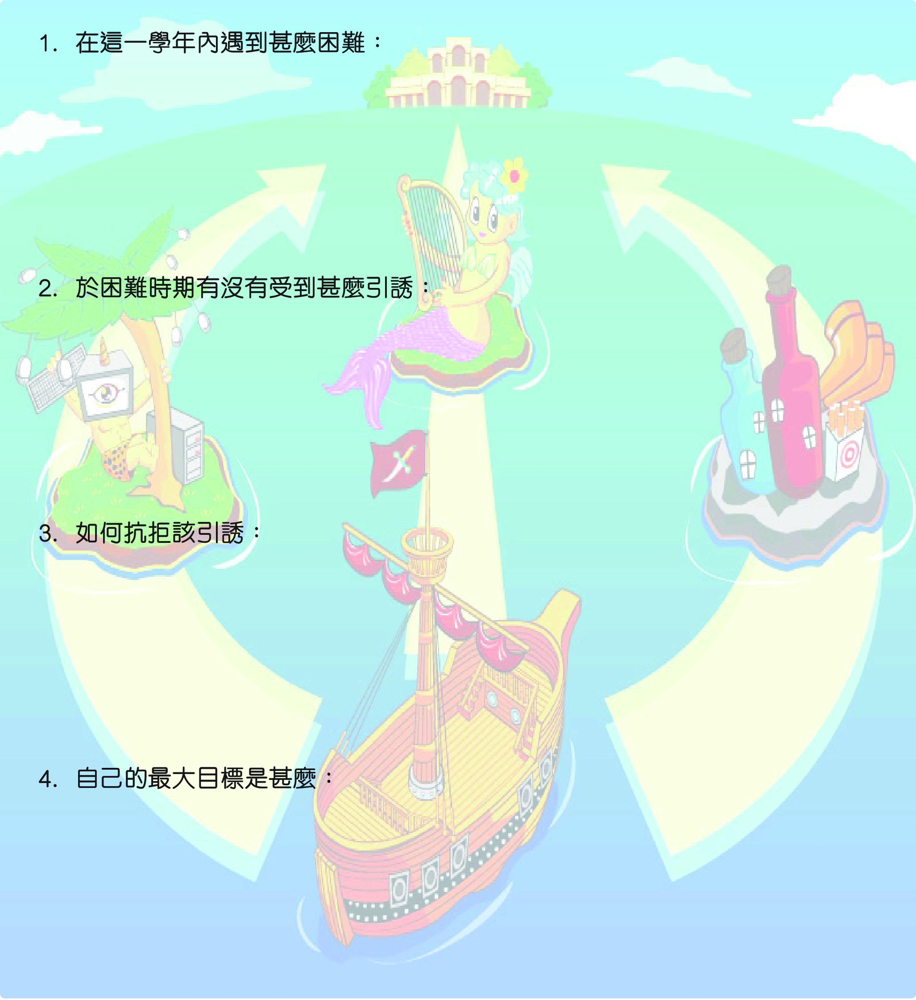 1. 在這一學年內遇到甚麼困難：
2. 於困難時期有沒有受到甚麼引誘：
3. 如何抗拒該引誘：
4. 自己的最大目標是甚麼：